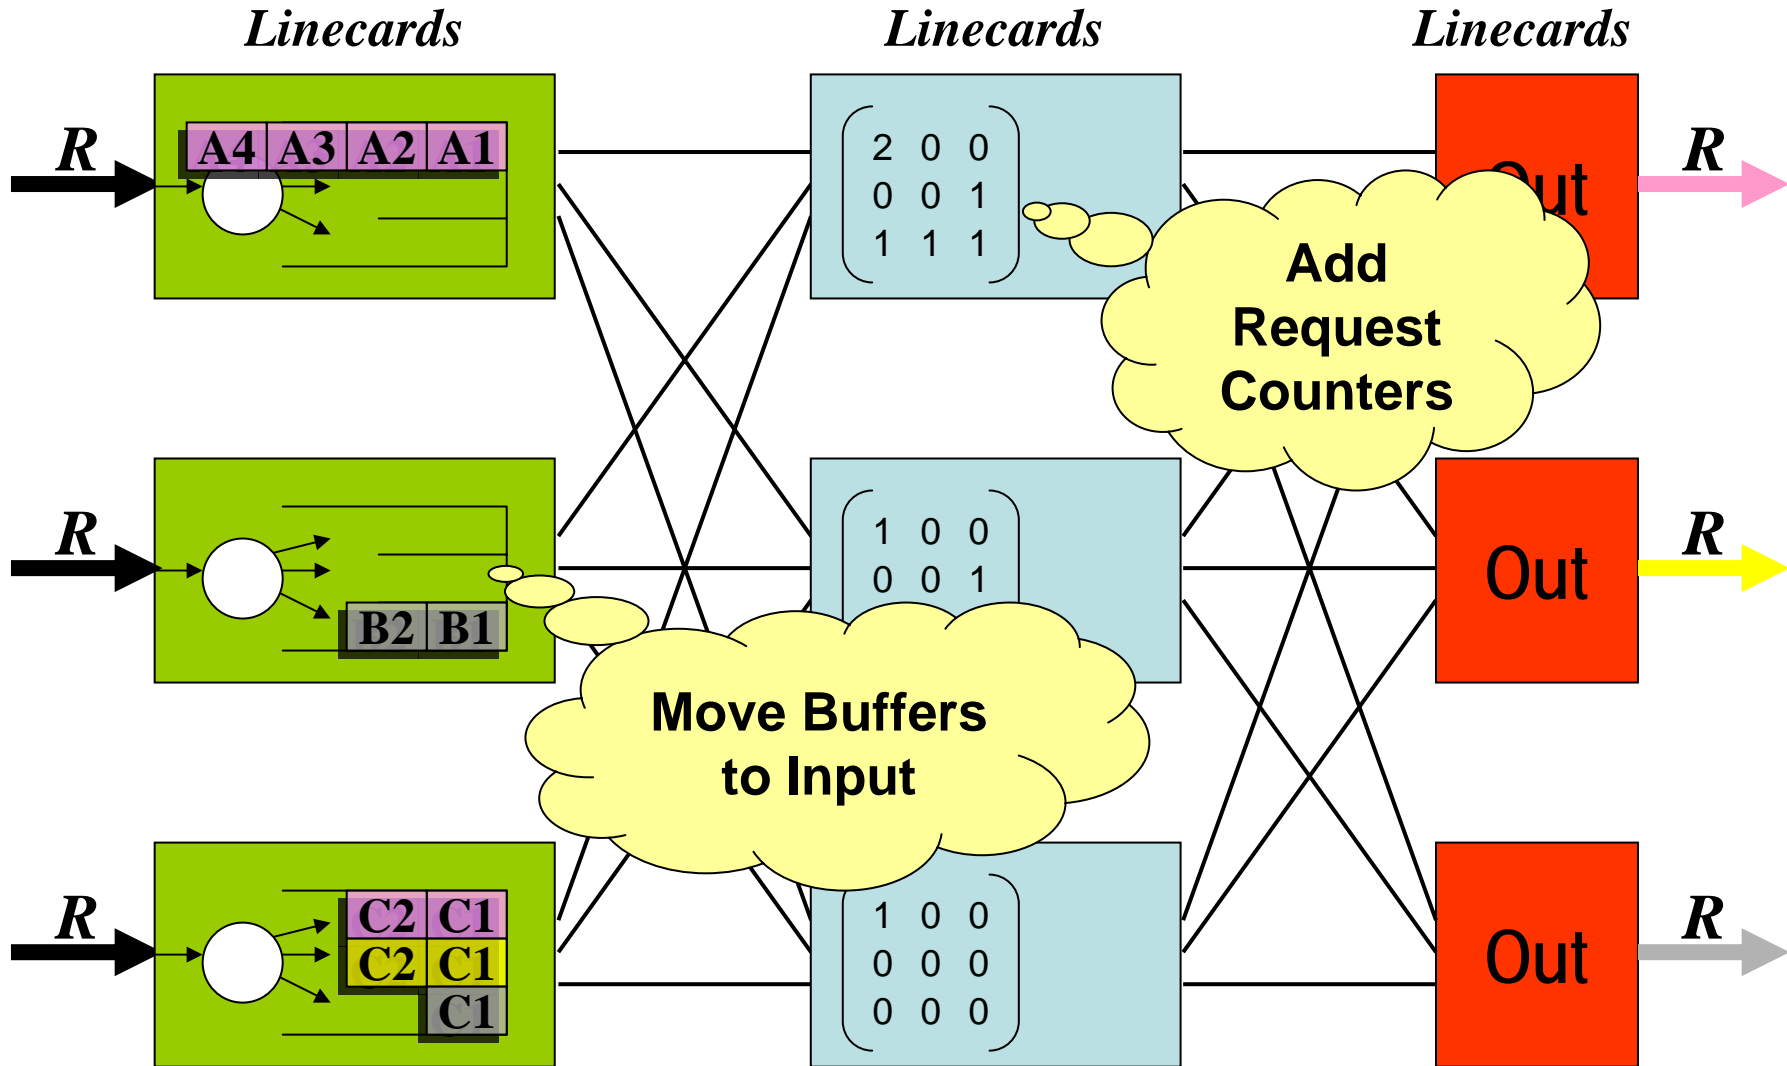 Linecards Linecards Linecards
R
A4 A3 A2 A1
2 0 0
0 0 1
1 1 1
Out
R
Add
Request
Counters
R
B2 B1
1 0 0
0 0 1
Out
R
Move Buffers
to Input
R
C2 C1
C2 C1
C1
1 0 0
0 0 0
0 0 0
Out
R